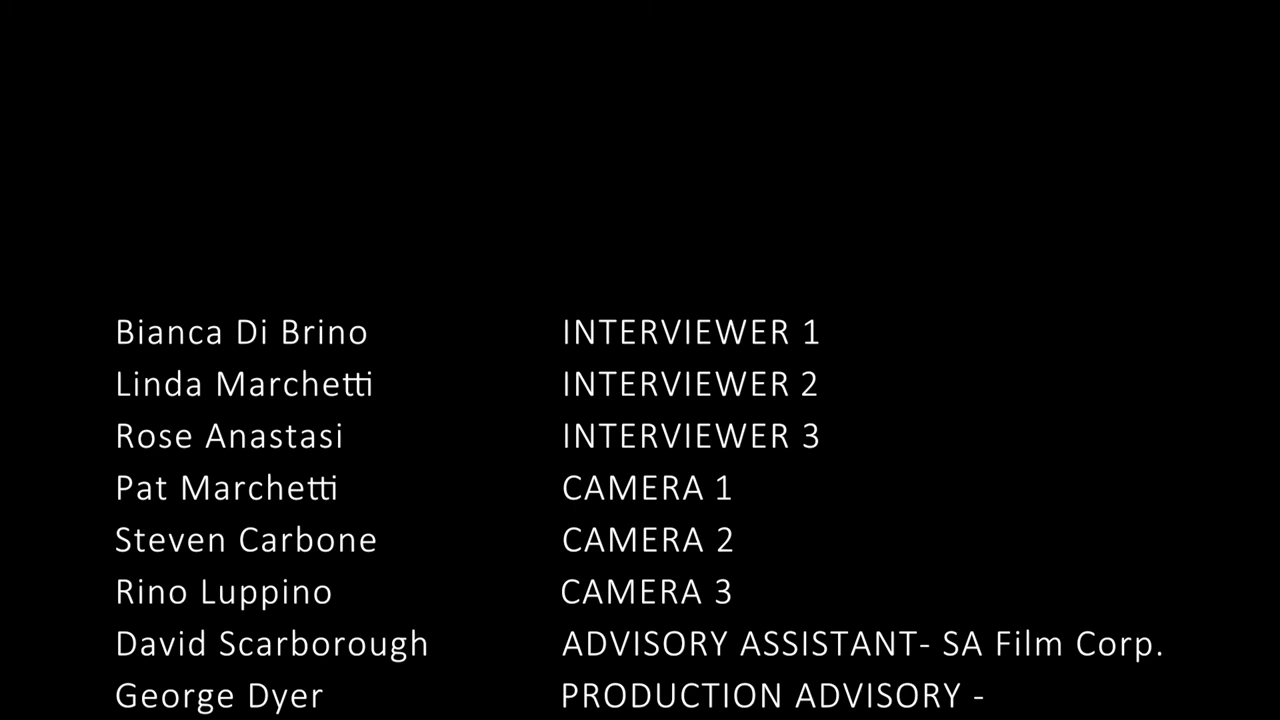 Bianca Di Brino INTERVIEWER 1
Linda Marchetti INTERVIEWER 2
Rose Anastasi INTERVIEWER 3
Pat Marchetti CAMERA 1
Steven Carbone CAMERA 2
Rino Luppino CAMERA 3
David Scarborough ADVISORY ASSISTANT- SA Film Corp.
George Dyer PRODUCTION ADVISORY -